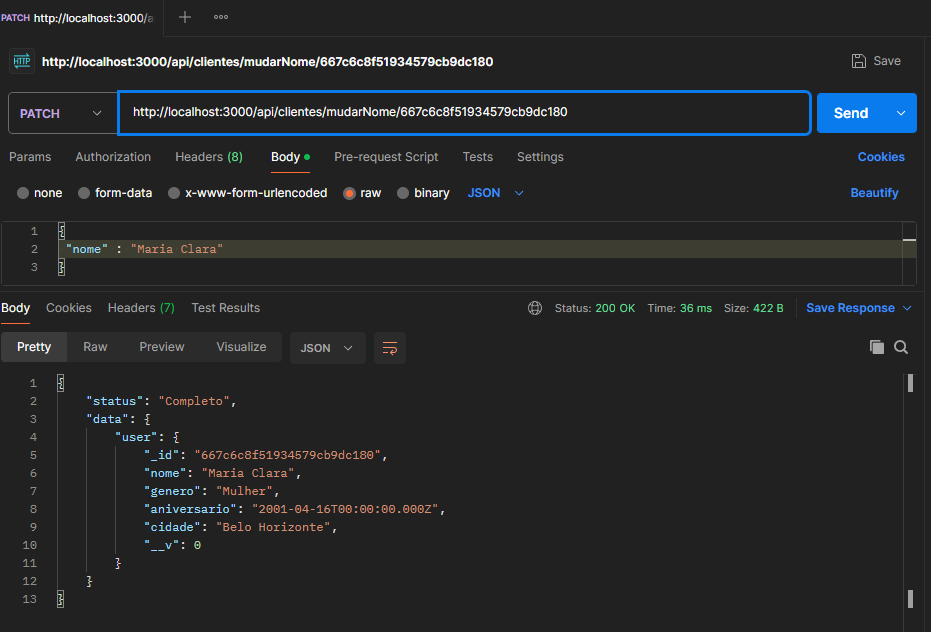 PATCH http://localhost:3000/a
HTTP http://localhost:3000/api/clientes/mudarNome/667c6c8f51934579cb9dc180 Save
PATCH http://localhost:3000/api/clientes/mudarNome/667c6c8f51934579cb9dc180 Send
Params Authorization Headers (8) Body Pre-request Script Tests Settings Cookies
none form-data x-www-form-urlencoded raw binary JSON Beautify
1 {
2 "nome" : "Maria Clara"
3 }
Body Cookies Headers (7) Test Results Status: 200 OK Time: 36 ms Size: 422 B Save Response
Pretty Raw Preview Visualize JSON
1 {
2 "status": "Completo",
3 "data": {
4 "user": {
5 "_id": "667c6c8f51934579cb9dc180",
6 "nome": "Maria Clara",
7 "genero": "Mulher",
8 "aniversario": "2001-04-16T00:00:00.000Z",
9 "cidade": "Belo Horizonte",
10 "__v": 0
11 }
12 }
13 }